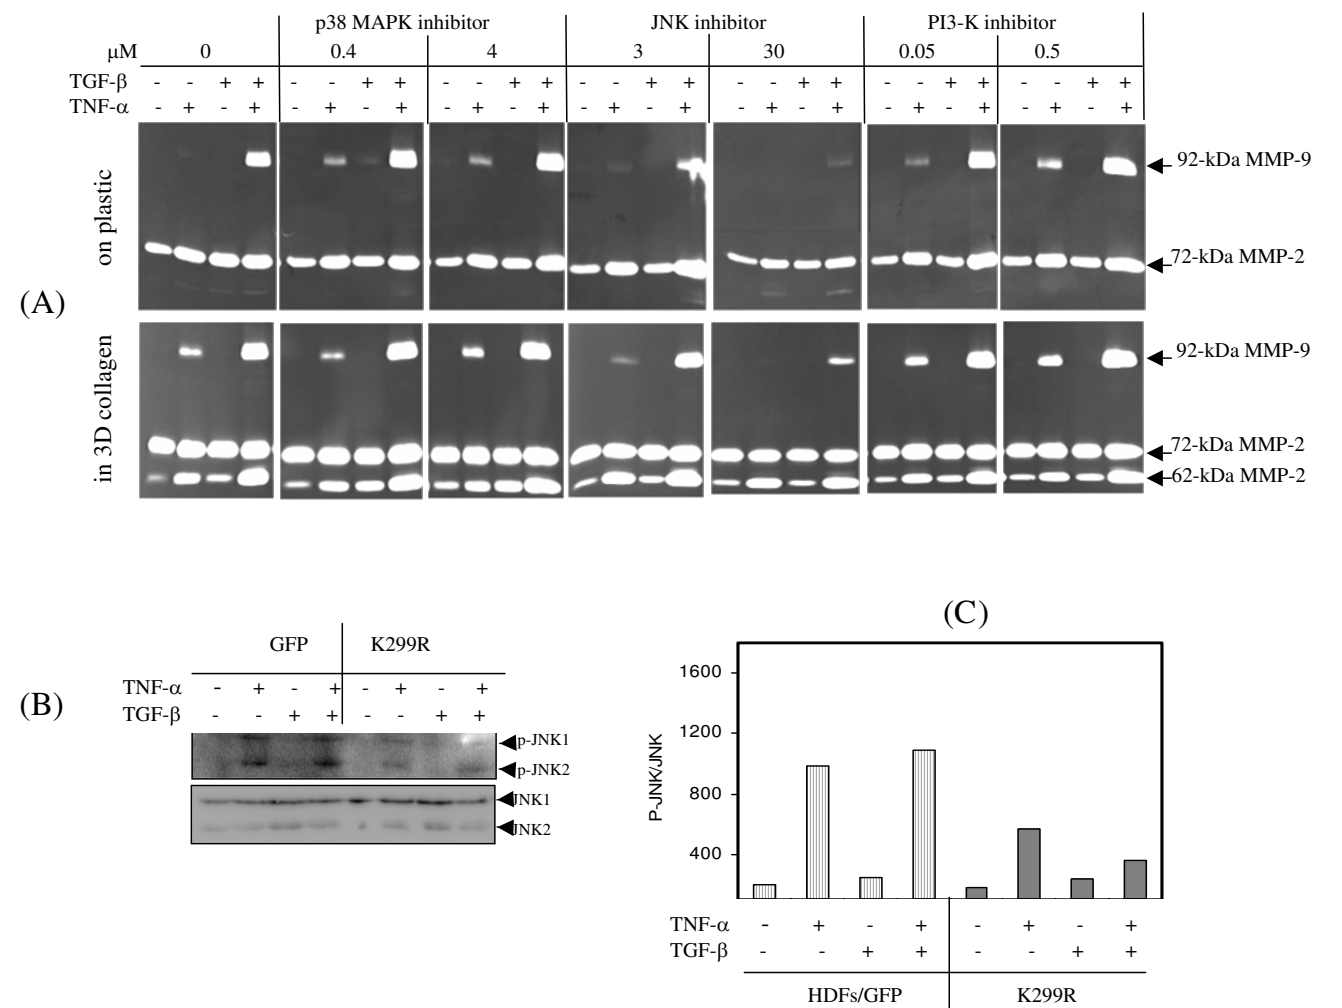 p38 MAPK inhibitor JNK inhibitor PI3-K inhibitor
μM 0 0.4 4 3 30 0.05 0.5
TGF-β - - + + - - + + - - + + - - + + - - + + - - + + - - + +
TNF-α - + - + - + - + - + - + - + - + - + - + - + - + - + - +
(A)
on plastic
92-kDa MMP-9
72-kDa MMP-2
in 3D collagen
92-kDa MMP-9
72-kDa MMP-2
62-kDa MMP-2
(B)
GFP K299R
TNF-α - + - + - + - +
TGF-β - - + + - - + +
p-JNK1
p-JNK2
JNK1
JNK2
(C)
P-JNK/JNK
1600
1200
800
400
TNF-α - + - + - + - +
TGF-β - - + + - - + +
HDFs/GFP K299R